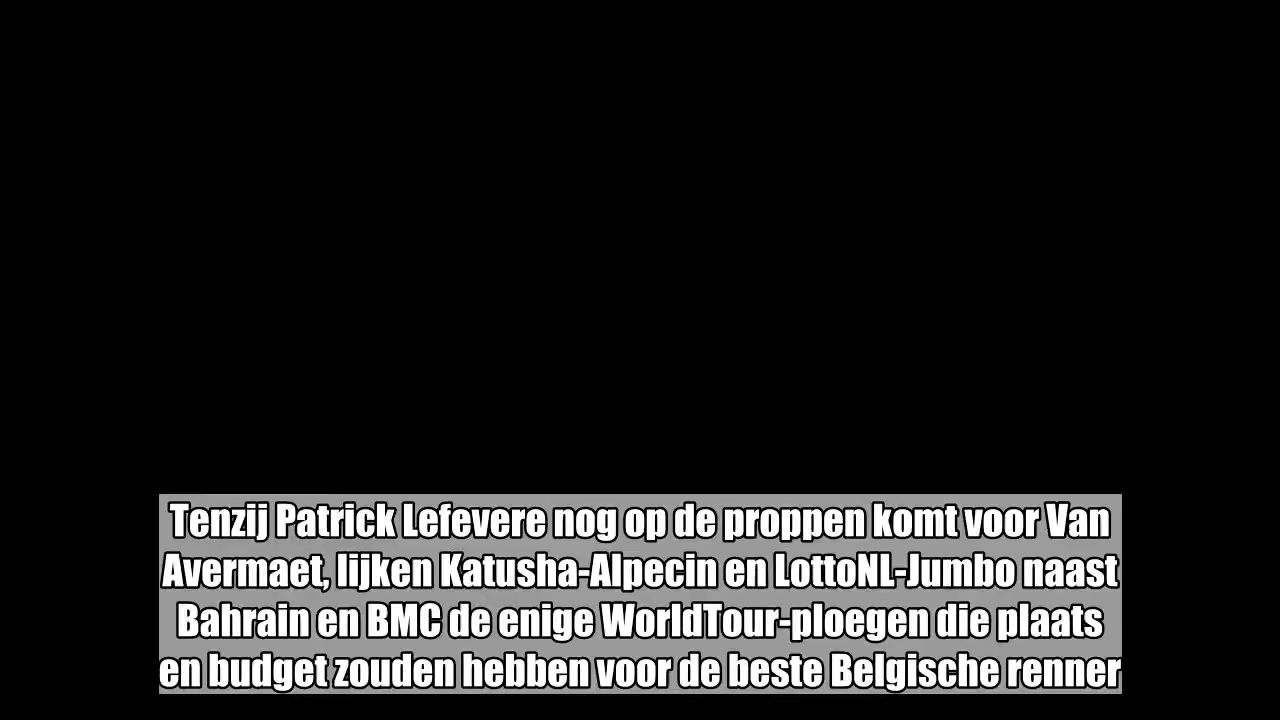 Tenzij Patrick Lefevere nog op de proppen komt voor Van
Avermaet, lijken Katusha-Alpecin en LottoNL-Jumbo naast
Bahrain en BMC de enige WorldTour-ploegen die plaats
en budget zouden hebben voor de beste Belgische renner